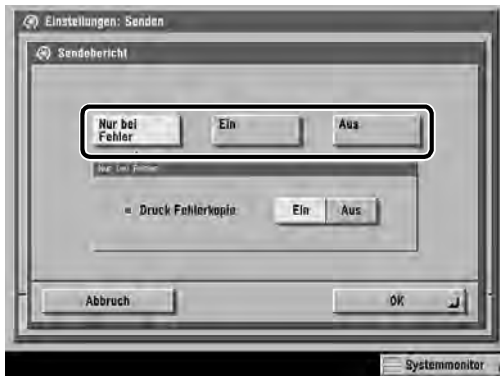 Einstellungen: Senden
Sendebericht
Nur bei
Fehler
Ein
Aus
Nur bei Fehler
Druck Fehlerkopie
Ein
Aus
Abbruch
OK
Systemmonitor